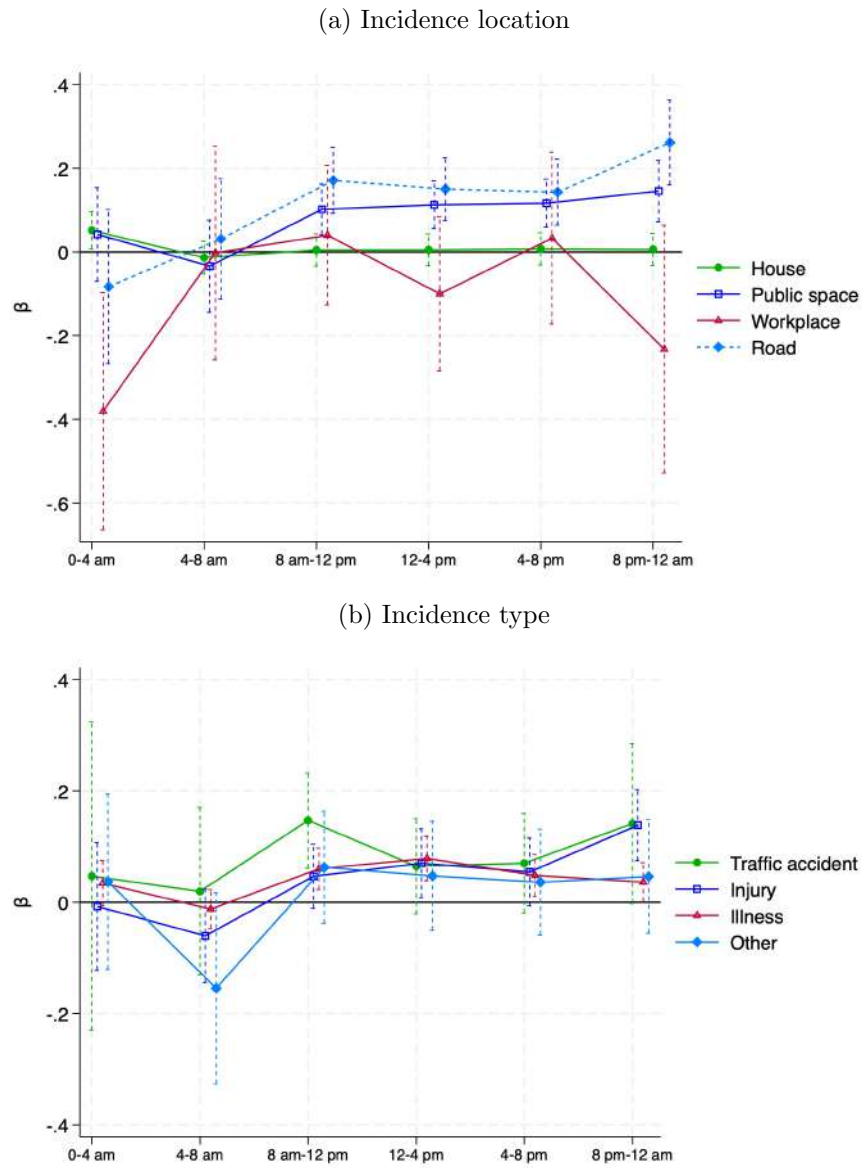 (a) Incidence location
.4
.2
0
-.2
-.4
-.6
β
0-4 am
4-8 am
8 am-12 pm
12-4 pm
4-8 pm
8 pm-12 am
House
Public space
Workplace
Road
(b) Incidence type
.4
.2
0
-.2
-.4
β
0-4 am
4-8 am
8 am-12 pm
12-4 pm
4-8 pm
8 pm-12 am
Traffic accident
Injury
Illness
Other